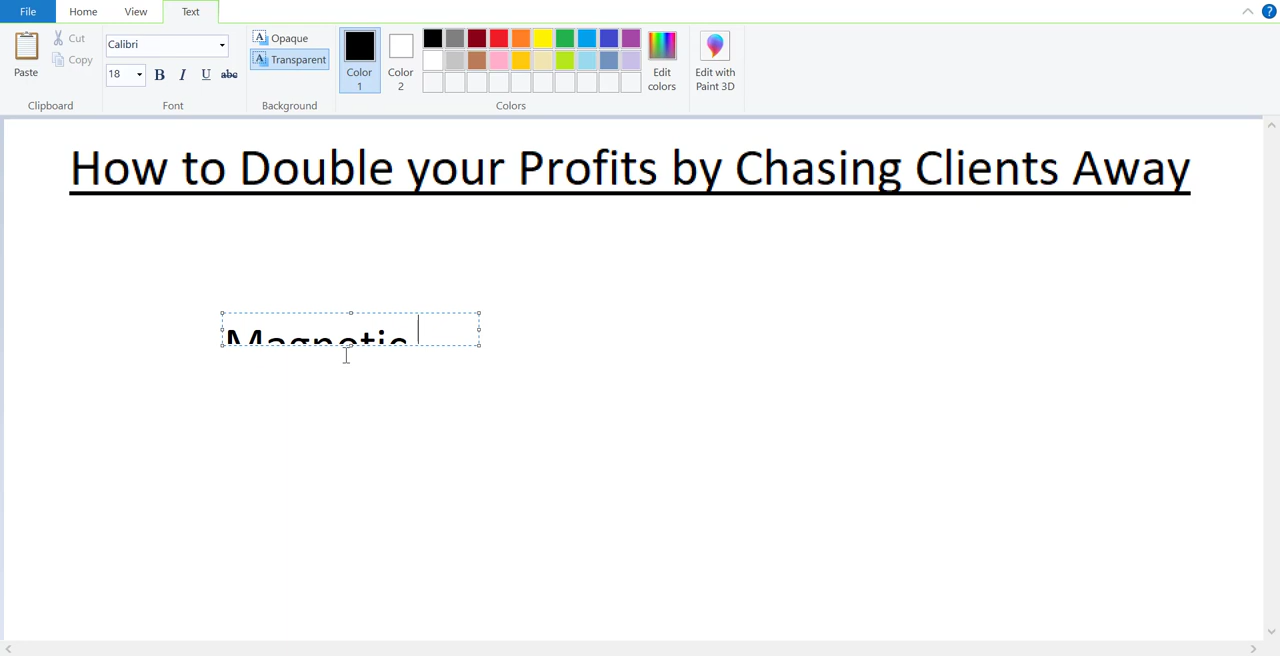 File Home View Text
Paste Cut Copy
Clipboard
Calibri
18 B I U abc
Font
A Opaque
A Transparent
Background
Color 1
Color 2
Edit colors
Colors
Edit with Paint 3D
How to Double your Profits by Chasing Clients Away
Magnetic